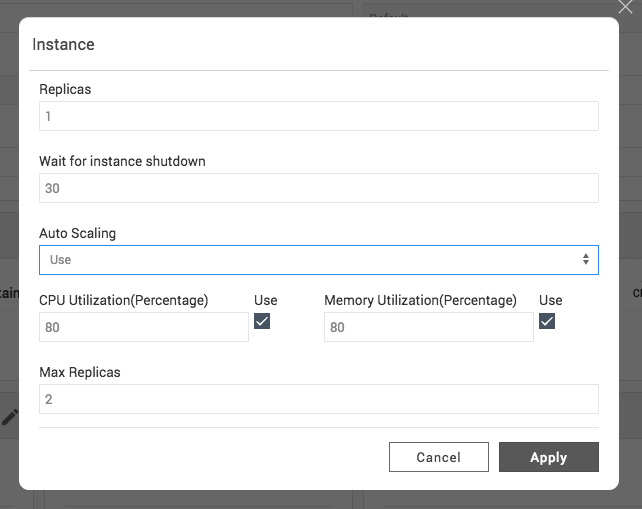 Default
Instance
Replicas
1
Wait for instance shutdown
30
Auto Scaling
Use
CPU Utilization(Percentage) Use Memory Utilization(Percentage) Use
80 80
Max Replicas
2
Cancel Apply